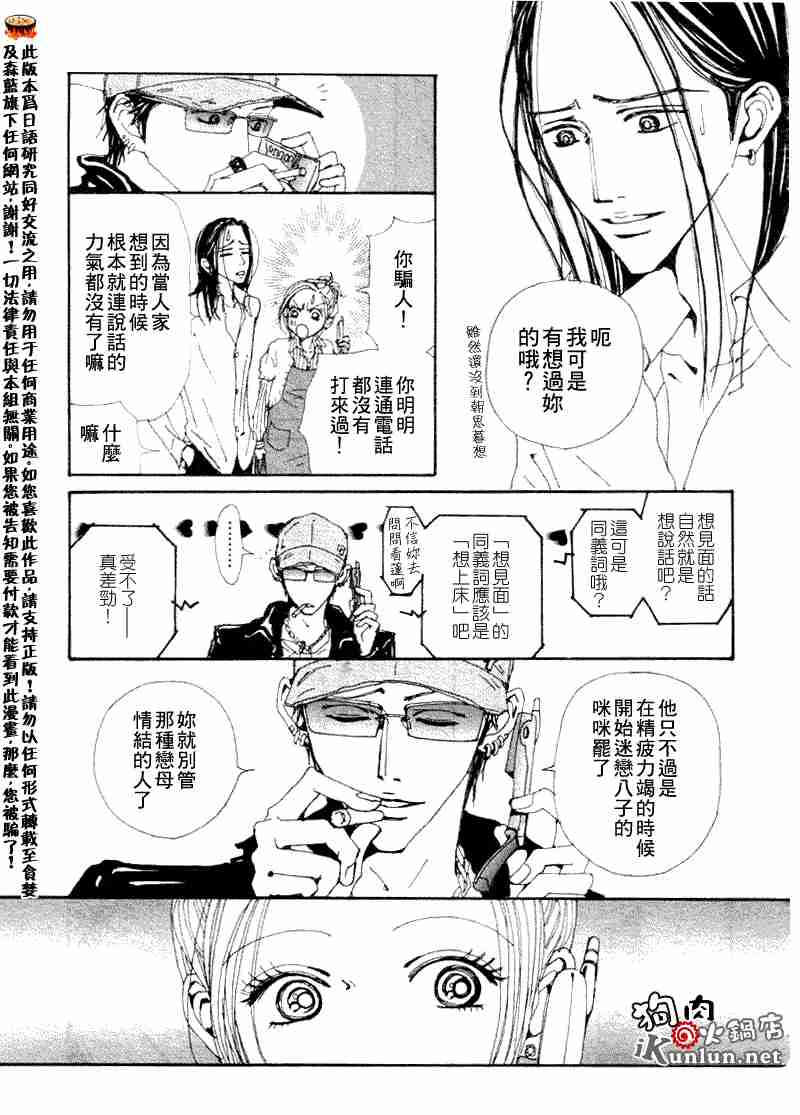 呃
我可是
有想過妳
的哦?
雖然還沒到朝思暮想
你騙人!
你明明
連通電話
都沒有
打來過!
因為當人家
想到的時候
根本就連說話的
力氣都沒有了嘛
什麼
嘛
想見面的話
自然就是
想說話吧?
這可是
同義詞哦?
「想見面」的
同義詞應該是
「想上床」吧
不信妳去
問問看蓮啊
……
受不了──
真差勁!
他只不過是
在精疲力竭的時候
開始迷戀八子的
咪咪罷了
妳就別管
那種戀母
情結的人了
此版本爲日語研究同好交流之用,請勿用于任何商業用途。如您喜歡此作品,請支持正版!請勿以任何形式轉載至貪婪
及森藍旗下任何網站,謝謝!一切法律責任與本組無關。如果您被告知需要付款才能看到此漫畫,那麼,您被騙了!
狗肉
火鍋店
iKunlun.net